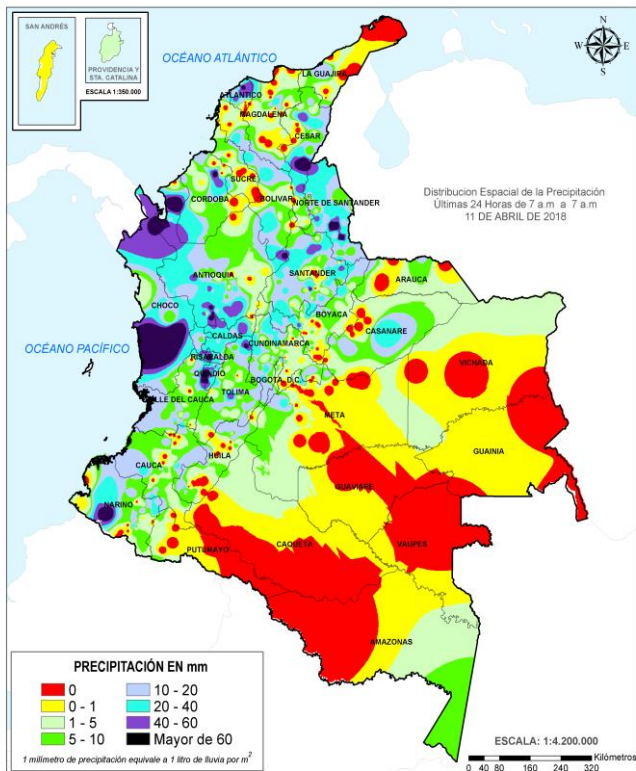 SAN ANDRÉS
PROVIDENCIA Y
STA. CATALINA
ESCALA 1:350.000
OCÉANO ATLÁNTICO
N
W E
S
LA GUAJIRA
ATLANTICO
MAGDALENA
CESAR
SUCRE
CORDOBA
BOLIVAR
NORTE DE SANTANDER
Distribucion Espacial de la Precipitación
Últimas 24 Horas de 7 a.m a 7 a.m
11 DE ABRIL DE 2018
ANTIOQUIA
SANTANDER
ARAUCA
CHOCO
BOYACA
CASANARE
OCÉANO PACÍFICO
CALDAS
CUNDINAMARCA
RISARALDA
VICHADA
QUINDIO
BOGOTA, D.C.
TOLIMA
VALLE DEL CAUCA
META
GUAINIA
HUILA
CAUCA
GUAVIARE
NARIÑO
CAQUETA
VAUPES
PUTUMAYO
AMAZONAS
PRECIPITACIÓN EN mm
0 10 - 20
0 - 1 20 - 40
1 - 5 40 - 60
5 - 10 Mayor de 60
1 milímetro de precipitación equivale a 1 litro de lluvia por m²
ESCALA: 1:4.200.000
Kilómetros
0 40 80 160 240 320